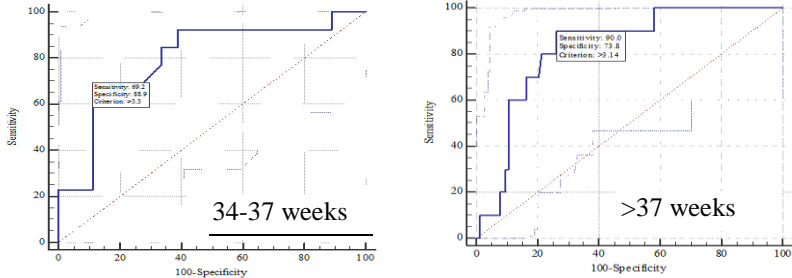 100
80
60
40
20
0
Sensitivity
Sensitivity: 69.2
Specificity: 88.9
Criterion: >3.3
34-37 weeks
0 20 40 60 80 100
100-Specificity
100
80
60
40
20
0
Sensitivity
Sensitivity: 90.0
Specificity: 73.8
Criterion: >3.14
>37 weeks
0 20 40 60 80 100
100-Specificity